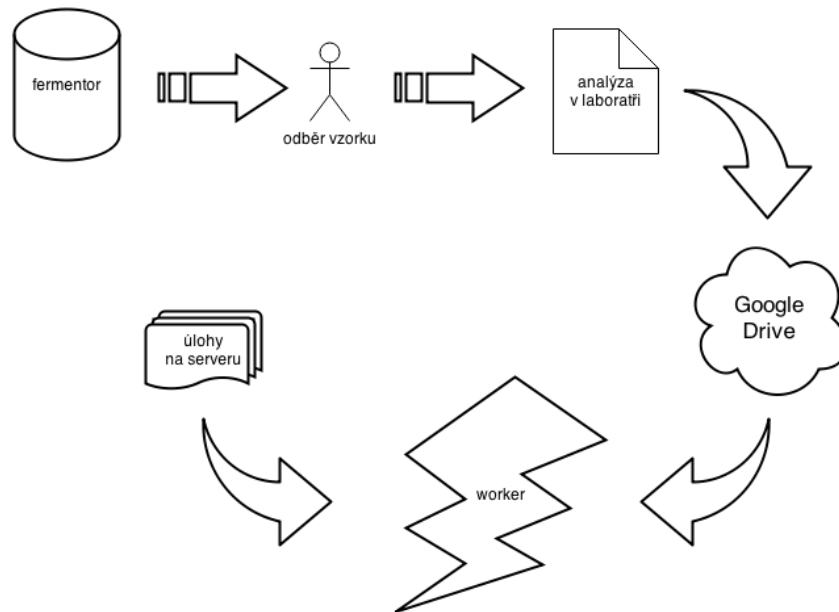 fermentor
odběr vzorku
analýza
v laboratři
Google
Drive
úlohy
na serveru
worker